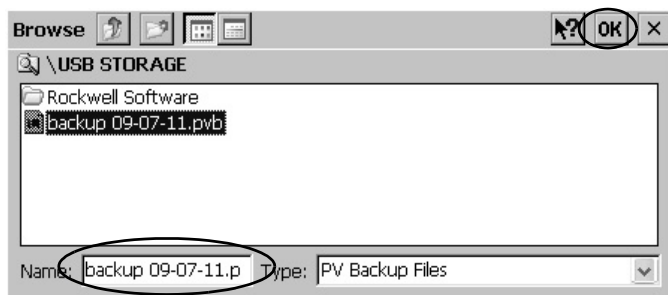 Browse ? OK ×
\USB STORAGE
Rockwell Software
backup 09-07-11.pvb
Name: backup 09-07-11.p Type: PV Backup Files